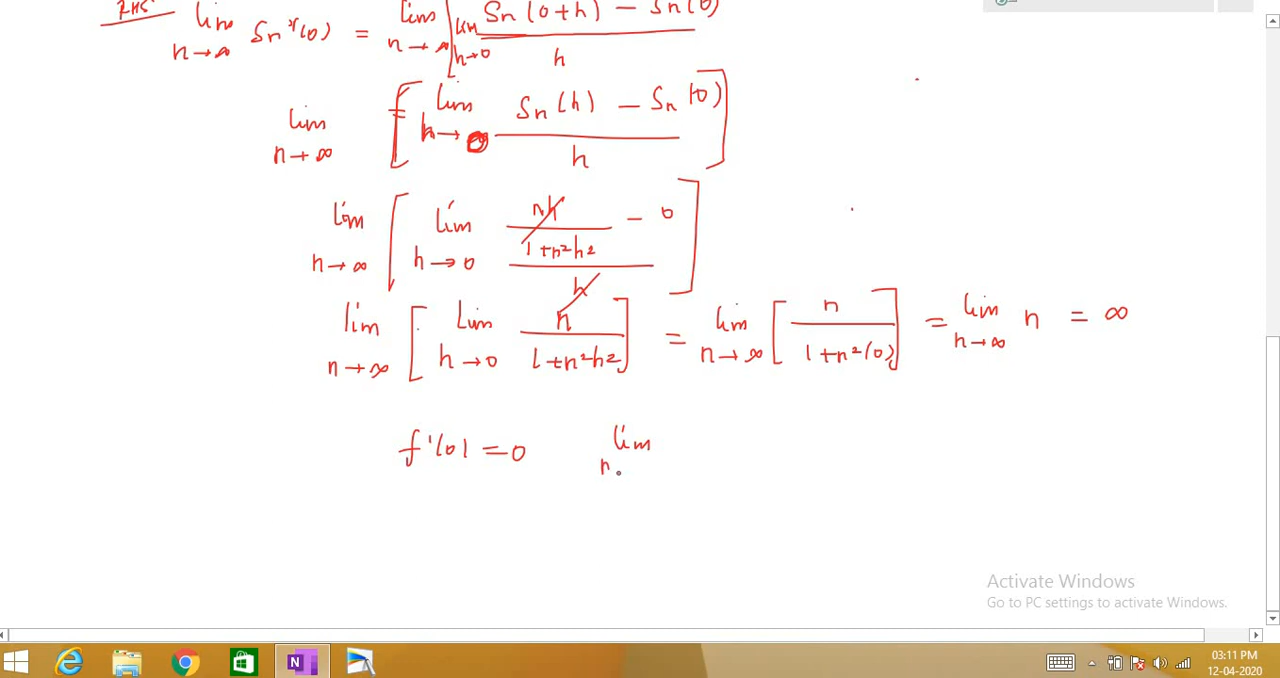 RHS lim n→∞ Sn'(0) = lim n→∞ [ lim h→0 Sn(0+h) − Sn(0) / h
lim n→∞ [ = lim h→0 Sn(h) − Sn(0) / h ]
lim n→∞ [ lim h→0 nh / 1+n²h² − 0 / h ]
lim n→∞ [ lim h→0 n / 1+n²h² ] = lim n→∞ [ n / 1+n²(0) ] = lim n→∞ n = ∞
f'(0) = 0 lim n
Activate Windows
Go to PC settings to activate Windows.
03:11 PM
12-04-2020